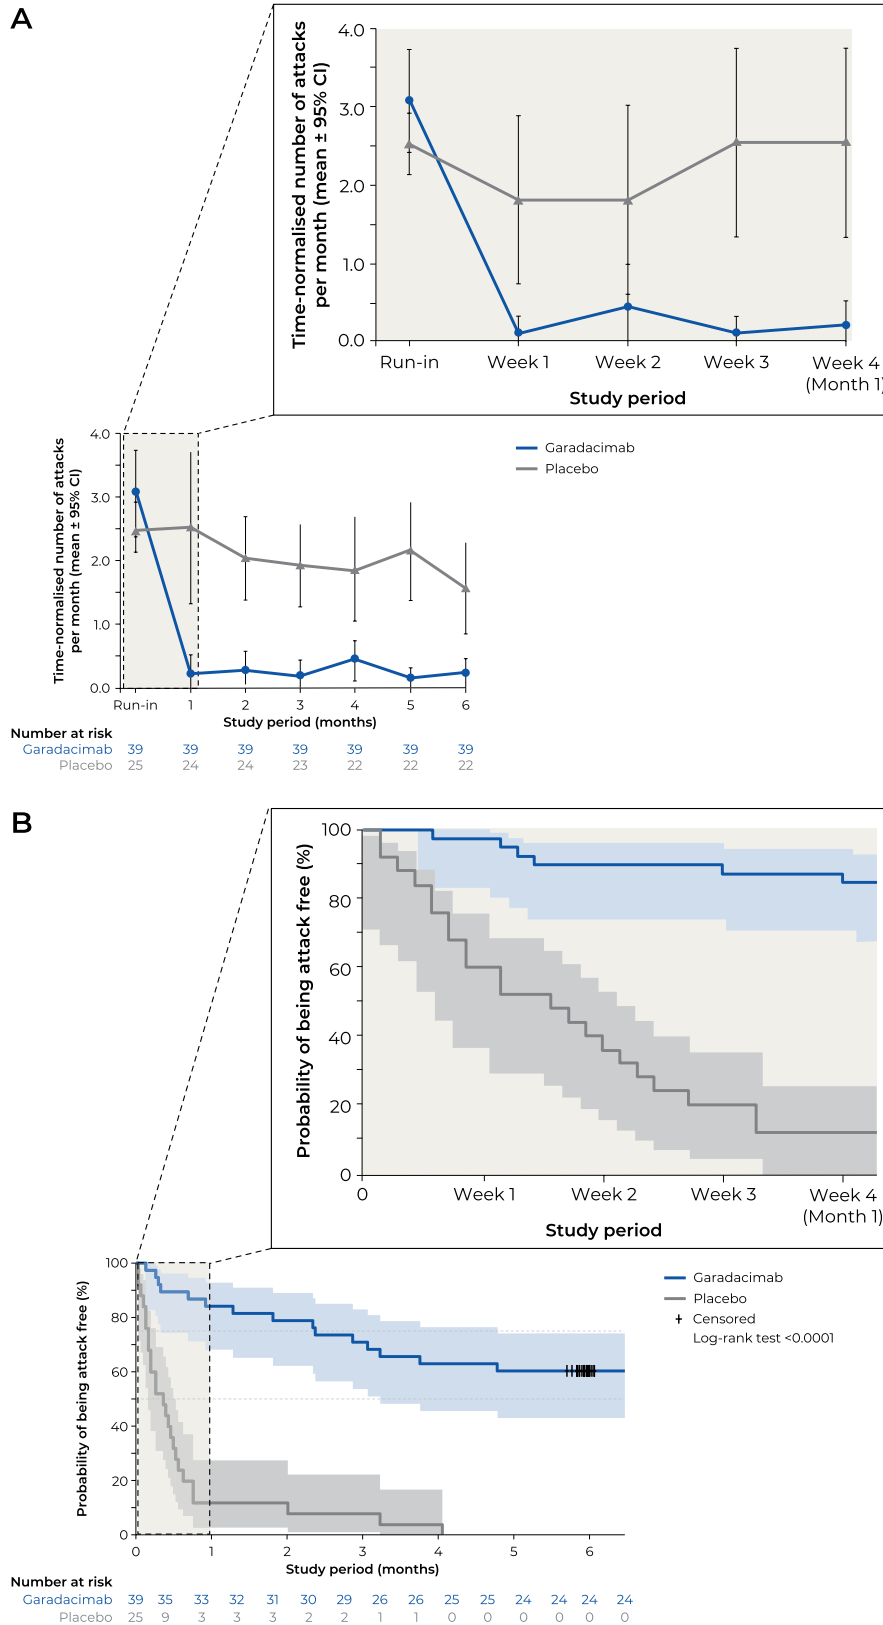 A
Time-normalised number of attacks
per month (mean ± 95% CI)
4.0
3.0
2.0
1.0
0.0
Run-in
Week 1
Week 2
Week 3
Week 4
(Month 1)
Study period
Time-normalised number of attacks
per month (mean ± 95% CI)
4.0
3.0
2.0
1.0
0.0
Garadacimab
Placebo
Run-in 1 2 3 4 5 6
Study period (months)
Number at risk
Garadacimab 39 39 39 39 39 39 39
Placebo 25 24 24 23 22 22 22
B
Probability of being attack free (%)
100
80
60
40
20
0
0 Week 1 Week 2 Week 3 Week 4
(Month 1)
Study period
Probability of being attack free (%)
100
80
60
40
20
0
Garadacimab
Placebo
Censored
Log-rank test <0.0001
0 1 2 3 4 5 6
Study period (months)
Number at risk
Garadacimab 39 35 33 32 31 30 29 26 26 25 25 24 24 24 24
Placebo 25 9 3 3 3 2 2 1 1 0 0 0 0 0 0